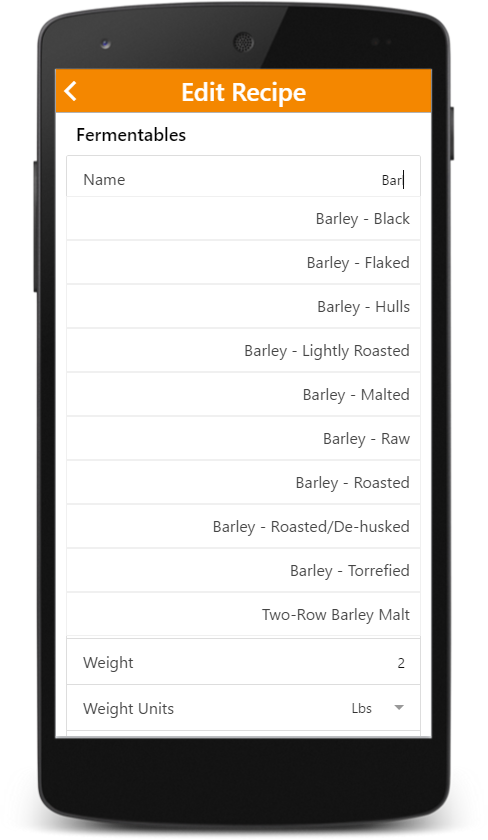 Edit Recipe
Fermentables
Name Bar
Barley - Black
Barley - Flaked
Barley - Hulls
Barley - Lightly Roasted
Barley - Malted
Barley - Raw
Barley - Roasted
Barley - Roasted/De-husked
Barley - Torrefied
Two-Row Barley Malt
Weight 2
Weight Units Lbs